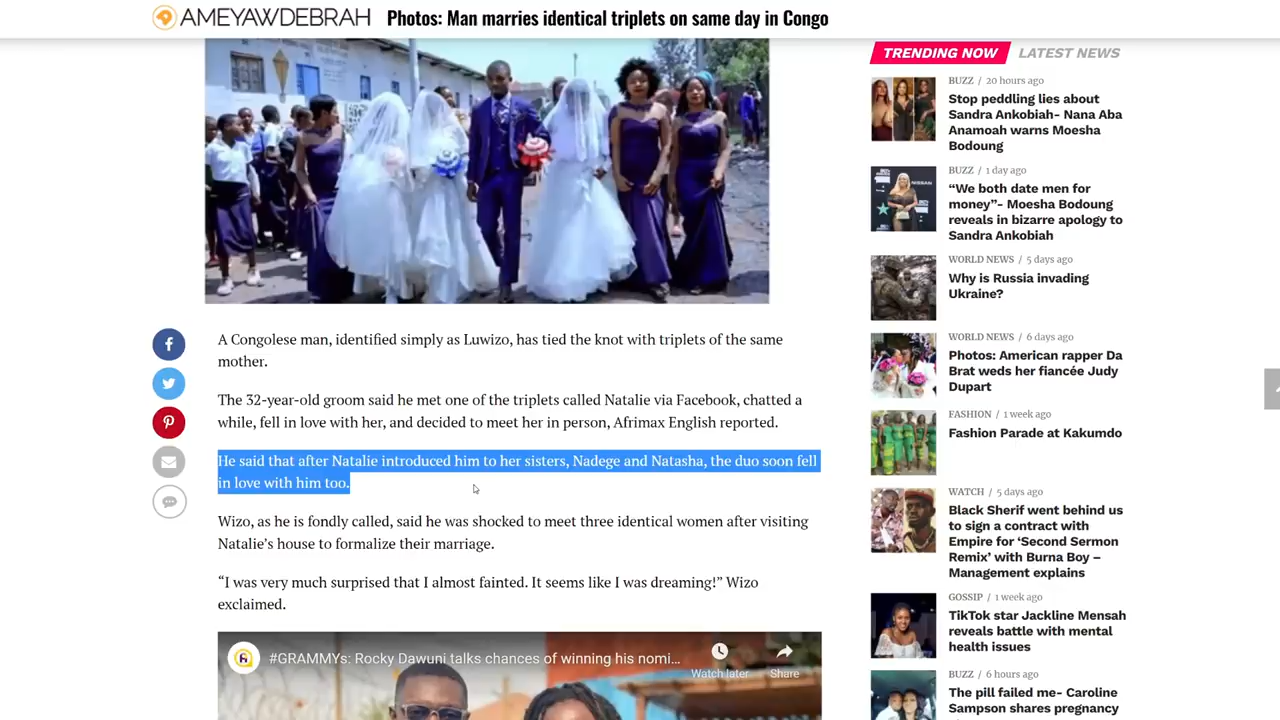 AMEYAWDEBRAH
Photos: Man marries identical triplets on same day in Congo
A Congolese man, identified simply as Luwizo, has tied the knot with triplets of the same
mother.
The 32-year-old groom said he met one of the triplets called Natalie via Facebook, chatted a
while, fell in love with her, and decided to meet her in person, Afrimax English reported.
He said that after Natalie introduced him to her sisters, Nadege and Natasha, the duo soon fell
in love with him too.
Wizo, as he is fondly called, said he was shocked to meet three identical women after visiting
Natalie’s house to formalize their marriage.
“I was very much surprised that I almost fainted. It seems like I was dreaming!” Wizo
exclaimed.
#GRAMMYs: Rocky Dawuni talks chances of winning his nomi...
Watch later
Share
TRENDING NOW
LATEST NEWS
BUZZ / 20 hours ago
Stop peddling lies about
Sandra Ankobiah- Nana Aba
Anamoah warns Moesha
Bodoung
BUZZ / 1 day ago
“We both date men for
money”- Moesha Bodoung
reveals in bizarre apology to
Sandra Ankobiah
WORLD NEWS / 5 days ago
Why is Russia invading
Ukraine?
WORLD NEWS / 6 days ago
Photos: American rapper Da
Brat weds her fiancée Judy
Dupart
FASHION / 1 week ago
Fashion Parade at Kakumdo
WATCH / 5 days ago
Black Sherif went behind us
to sign a contract with
Empire for ‘Second Sermon
Remix’ with Burna Boy –
Management explains
GOSSIP / 1 week ago
TikTok star Jackline Mensah
reveals battle with mental
health issues
BUZZ / 6 hours ago
The pill failed me- Caroline
Sampson shares pregnancy